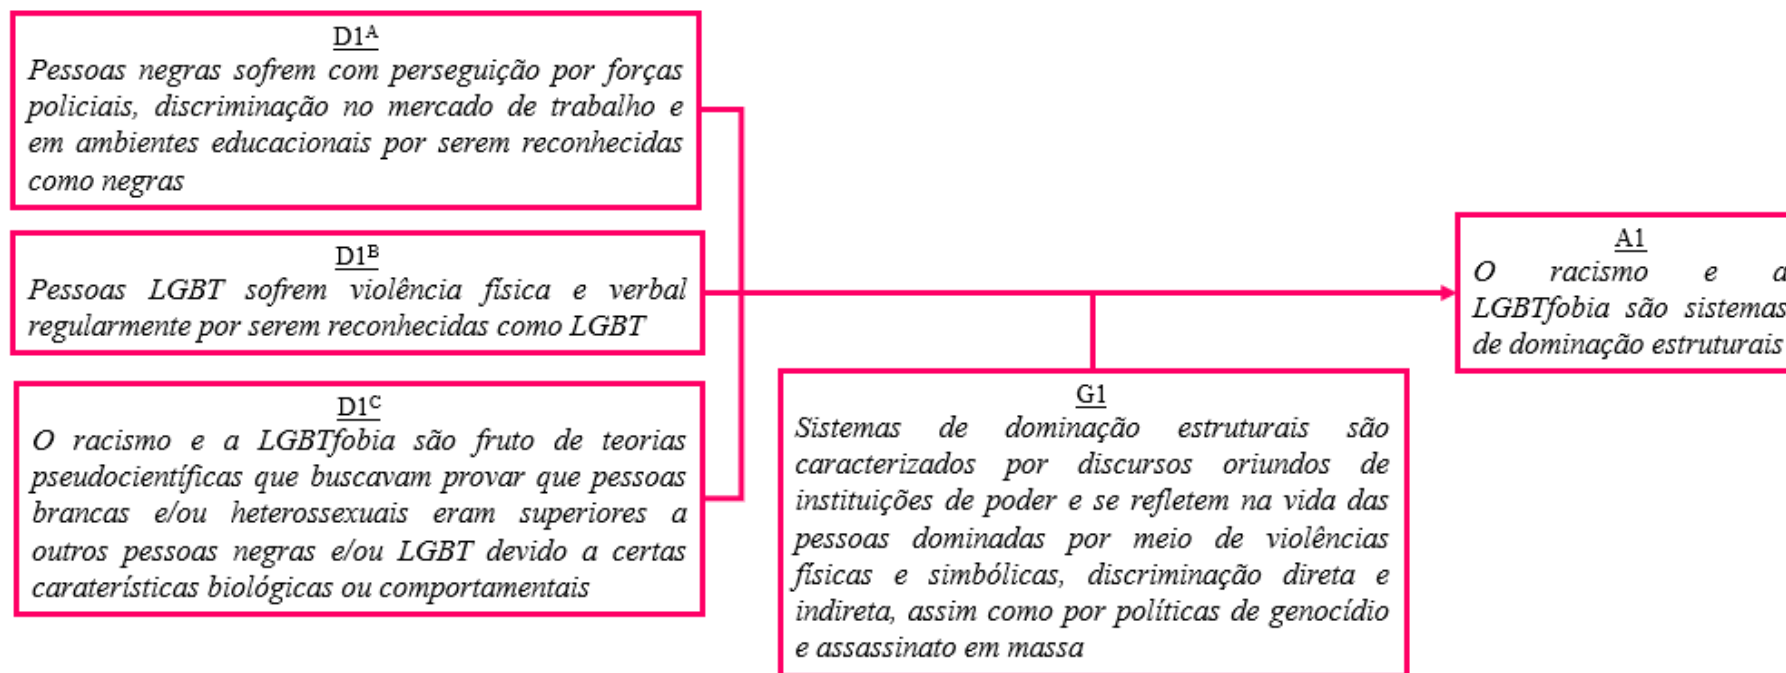 D1A
Pessoas negras sofrem com perseguição por forças
policiais, discriminação no mercado de trabalho e
em ambientes educacionais por serem reconhecidas
como negras
D1B
Pessoas LGBT sofrem violência física e verbal
regularmente por serem reconhecidas como LGBT
D1C
O racismo e a LGBTfobia são fruto de teorias
pseudocientíficas que buscavam provar que pessoas
brancas e/ou heterossexuais eram superiores a
outros pessoas negras e/ou LGBT devido a certas
caraterísticas biológicas ou comportamentais
G1
Sistemas de dominação estruturais são
caracterizados por discursos oriundos de
instituições de poder e se refletem na vida das
pessoas dominadas por meio de violências
físicas e simbólicas, discriminação direta e
indireta, assim como por políticas de genocídio
e assassinato em massa
A1
O racismo e a
LGBTfobia são sistemas
de dominação estruturais